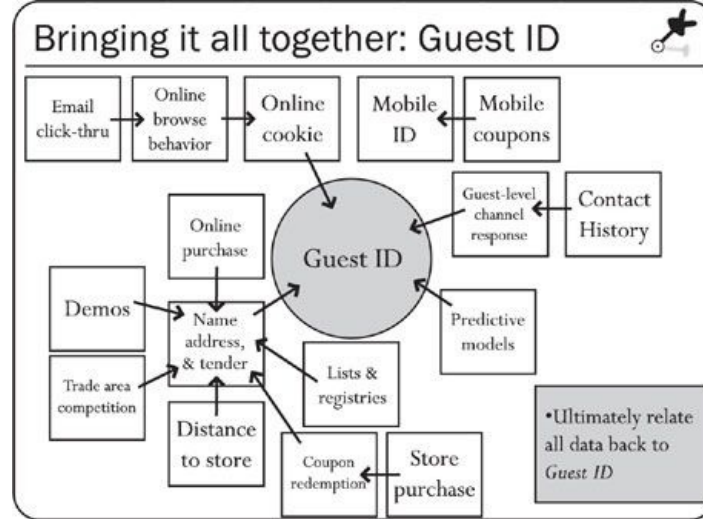 Bringing it all together: Guest ID
Email
click-thru
Online
browse
behavior
Online
cookie
Mobile
ID
Mobile
coupons
Guest-level
channel
response
Contact
History
Online
purchase
Guest ID
Demos
Name
address,
& tender
Predictive
models
Trade area
competition
Lists &
registries
Distance
to store
Coupon
redemption
Store
purchase
•Ultimately relate
all data back to
Guest ID